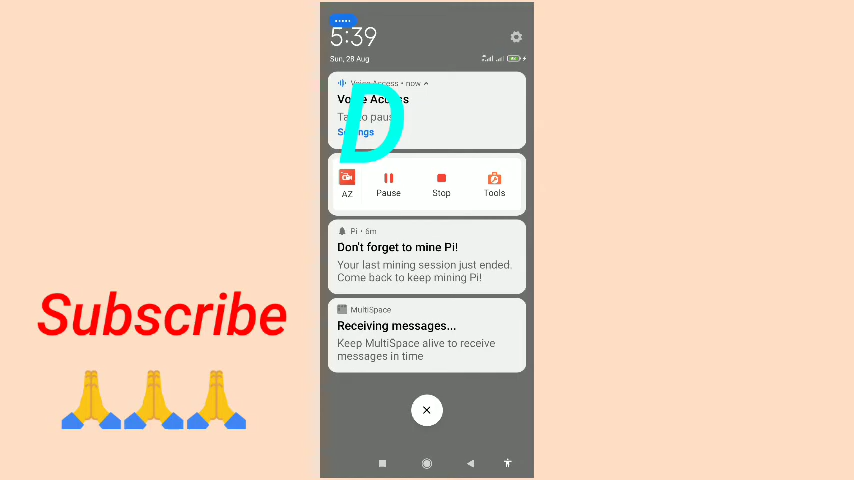 5:39
Sun, 28 Aug
Voice Access • now
D
Voice Access
Tap to pause
Settings
AZ
Pause
Stop
Tools
Pi • 6m
Don't forget to mine Pi!
Your last mining session just ended.
Come back to keep mining Pi!
MultiSpace
Receiving messages...
Keep MultiSpace alive to receive
messages in time
Subscribe